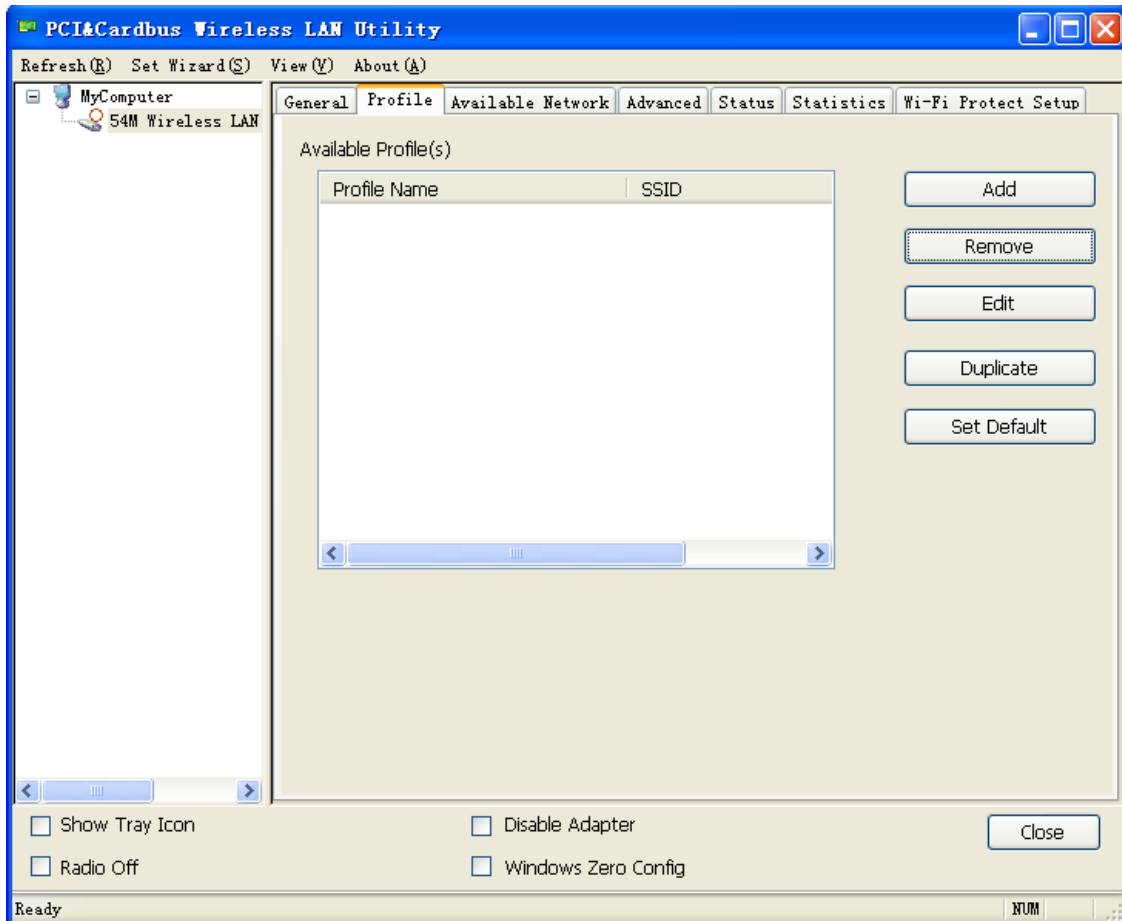 PCI&Cardbus Wireless LAN Utility
Refresh(R) Set Wizard(S) View(V) About(A)
MyComputer
54M Wireless LAN
General Profile Available Network Advanced Status Statistics Wi-Fi Protect Setup
Available Profile(s)
Profile Name SSID
Add
Remove
Edit
Duplicate
Set Default
Show Tray Icon Disable Adapter
Close
Radio Off Windows Zero Config
Ready NUM